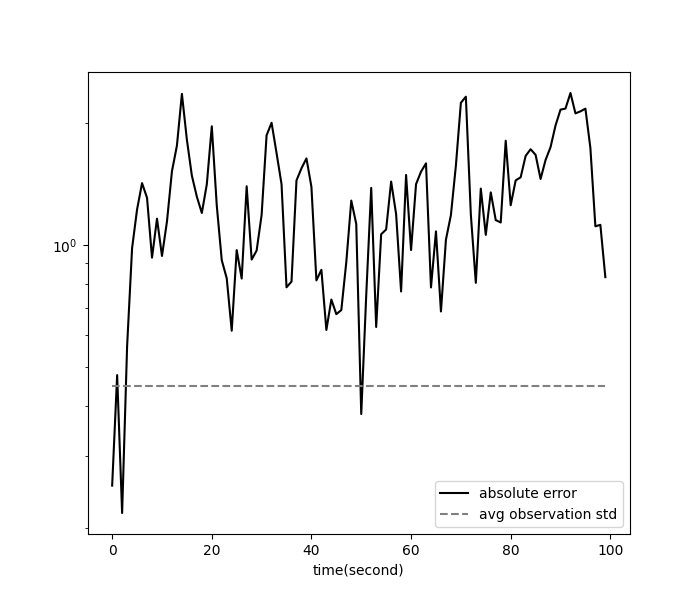 10⁰
0 20 40 60 80 100
time(second)
absolute error
avg observation std